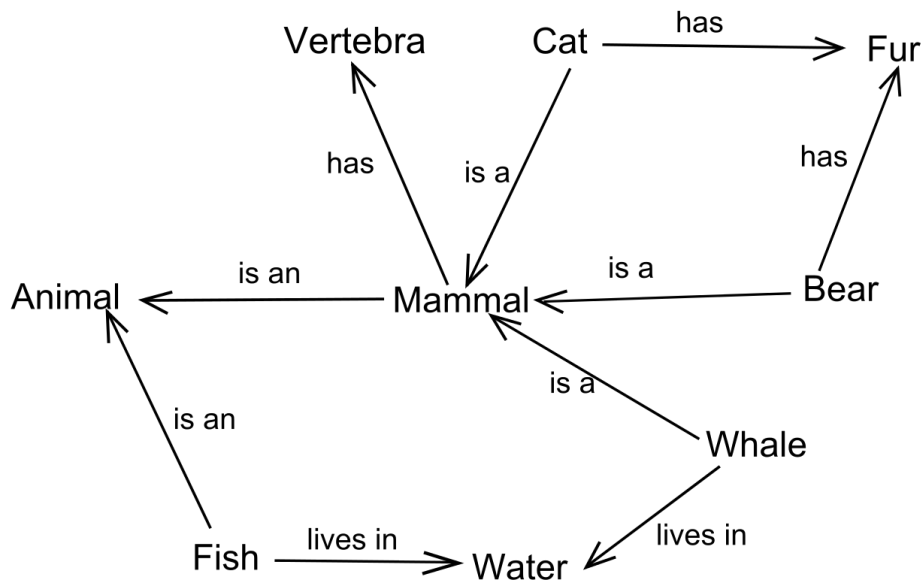 Vertebra
Cat
has
Fur
has
is a
has
is an
is a
Animal
Mammal
Bear
is a
is an
Whale
lives in
lives in
Fish
Water